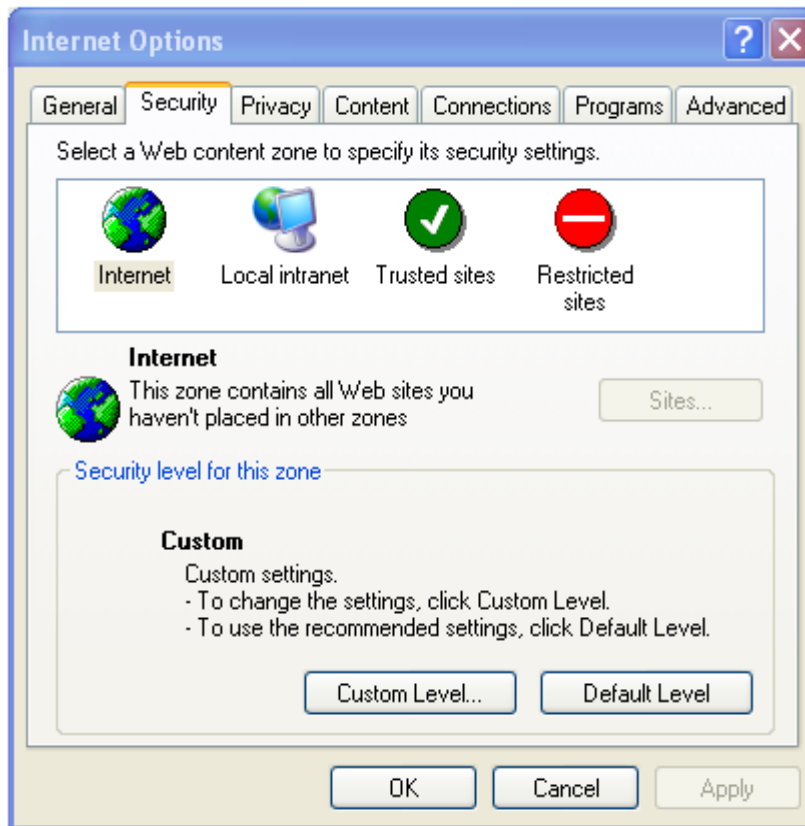 Internet Options
General Security Privacy Content Connections Programs Advanced
Select a Web content zone to specify its security settings.
Internet Local intranet Trusted sites Restricted
sites
Internet
This zone contains all Web sites you
haven't placed in other zones
Sites...
Security level for this zone
Custom
Custom settings.
- To change the settings, click Custom Level.
- To use the recommended settings, click Default Level.
Custom Level... Default Level
OK Cancel Apply